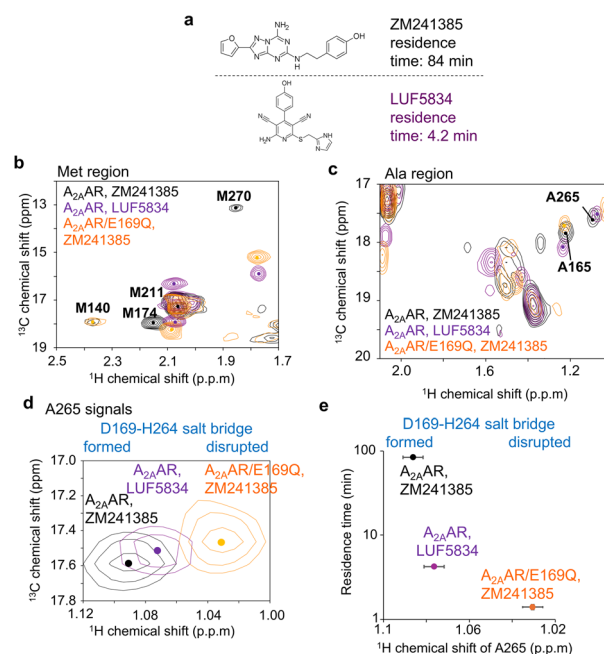 a
NH₂
OH
O
N
N
N
N
N
N
H
ZM241385
residence
time: 84 min
OH
NC
CN
H₂N
N
S
HN
N
LUF5834
residence
time: 4.2 min
b
Met region
A₂AAR, ZM241385
A₂AAR, LUF5834
A₂AAR/E169Q,
ZM241385
M270
M211
M140
M174
13
15
17
19
¹³C chemical shift (ppm)
2.5
2.3
2.1
1.9
1.7
¹H chemical shift (p.p.m)
c
Ala region
17
18
19
20
¹³C chemical shift (ppm)
A265
A165
A₂AAR, ZM241385
A₂AAR, LUF5834
A₂AAR/E169Q, ZM241385
2.0
1.6
1.2
¹H chemical shift (p.p.m)
d
A265 signals
D169-H264 salt bridge
formed
disrupted
17.0
17.2
17.4
17.6
17.8
¹³C chemical shift (ppm)
A₂AAR,
LUF5834
A₂AAR/E169Q,
ZM241385
A₂AAR,
ZM241385
1.12
1.08
1.04
1.00
¹H chemical shift (p.p.m)
e
D169-H264 salt bridge
formed
disrupted
100
10
1
Residence time (min)
A₂AAR,
ZM241385
A₂AAR,
LUF5834
A₂AAR/E169Q,
ZM241385
1.1
1.06
1.02
¹H chemical shift of A265 (p.p.m)